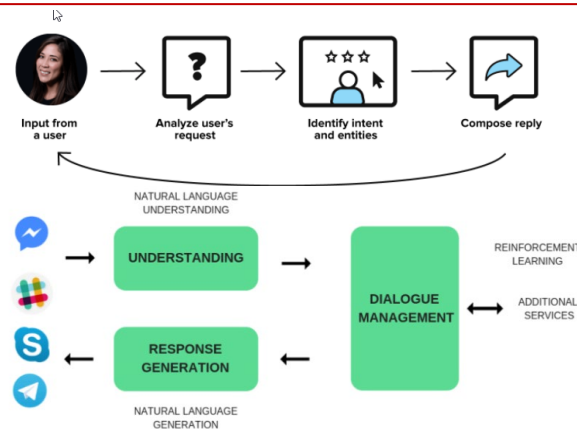 Input from
a user
Analyze user's
request
Identify intent
and entities
Compose reply
NATURAL LANGUAGE
UNDERSTANDING
UNDERSTANDING
DIALOGUE
MANAGEMENT
REINFORCEMENT
LEARNING
ADDITIONAL
SERVICES
RESPONSE
GENERATION
NATURAL LANGUAGE
GENERATION